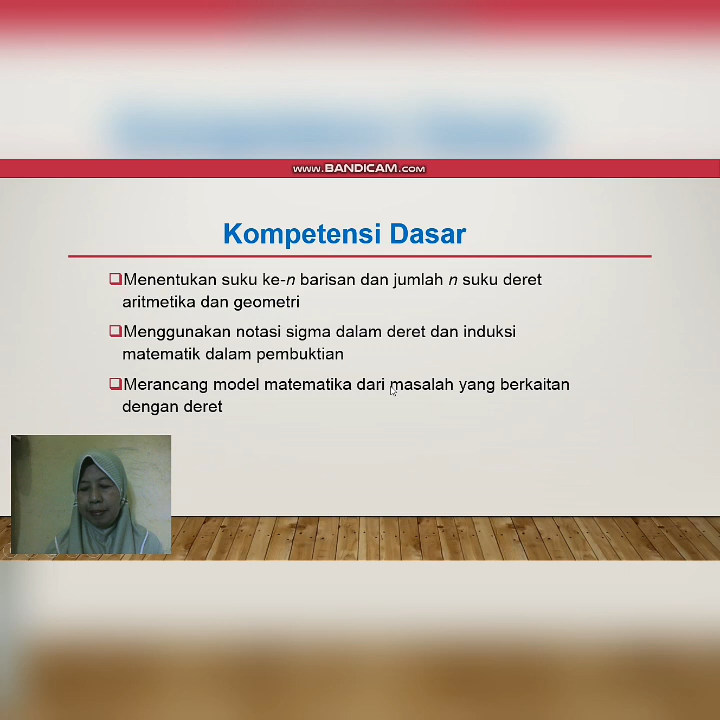 www.BANDICAM.com
Kompetensi Dasar
❑Menentukan suku ke-n barisan dan jumlah n suku deret
aritmetika dan geometri
❑Menggunakan notasi sigma dalam deret dan induksi
matematik dalam pembuktian
❑Merancang model matematika dari masalah yang berkaitan
dengan deret